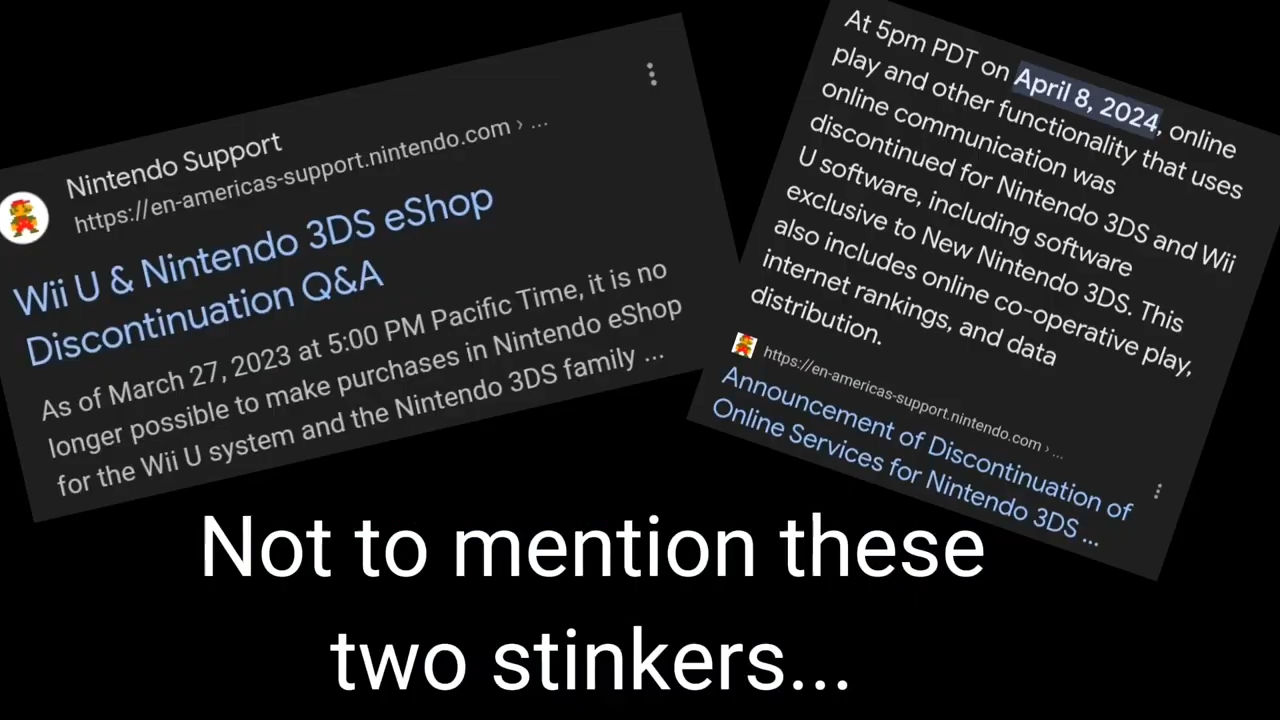 Nintendo Support
https://en-americas-support.nintendo.com › ...
Wii U & Nintendo 3DS eShop
Discontinuation Q&A
As of March 27, 2023 at 5:00 PM Pacific Time, it is no
longer possible to make purchases in Nintendo eShop
for the Wii U system and the Nintendo 3DS family ...
At 5pm PDT on April 8, 2024, online
play and other functionality that uses
online communication was
discontinued for Nintendo 3DS and Wii
U software, including software
exclusive to New Nintendo 3DS. This
also includes online co-operative play,
internet rankings, and data
distribution.
https://en-americas-support.nintendo.com › ...
Announcement of Discontinuation of
Online Services for Nintendo 3DS ...
Not to mention these
two stinkers...